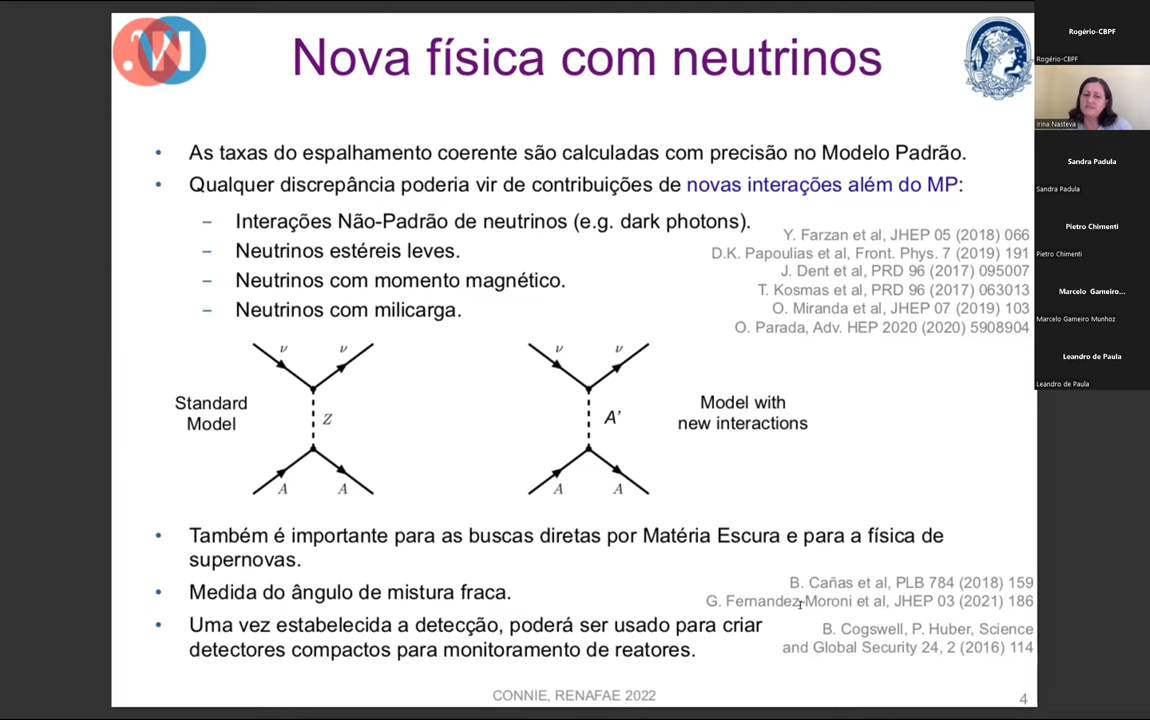 Nova física com neutrinos
• As taxas do espalhamento coerente são calculadas com precisão no Modelo Padrão.
• Qualquer discrepância poderia vir de contribuições de novas interações além do MP:
– Interações Não-Padrão de neutrinos (e.g. dark photons).
– Neutrinos estéreis leves.
– Neutrinos com momento magnético.
– Neutrinos com milicarga.
Y. Farzan et al, JHEP 05 (2018) 066
D.K. Papoulias et al, Front. Phys. 7 (2019) 191
J. Dent et al, PRD 96 (2017) 095007
T. Kosmas et al, PRD 96 (2017) 063013
O. Miranda et al, JHEP 07 (2019) 103
O. Parada, Adv. HEP 2020 (2020) 5908904
ν ν
Standard
Model
Z
A A
ν ν
A'
A A
Model with
new interactions
• Também é importante para as buscas diretas por Matéria Escura e para a física de
supernovas.
• Medida do ângulo de mistura fraca.
• Uma vez estabelecida a detecção, poderá ser usado para criar
detectores compactos para monitoramento de reatores.
B. Cañas et al, PLB 784 (2018) 159
G. Fernandez-Moroni et al, JHEP 03 (2021) 186
B. Cogswell, P. Huber, Science
and Global Security 24, 2 (2016) 114
CONNIE, RENAFAE 2022
4
Rogério-CBPF
Rogério-CBPF
Irina Nasteva
Sandra Padula
Sandra Padula
Pietro Chimenti
Pietro Chimenti
Marcelo Gameiro...
Marcelo Gameiro Munhoz
Leandro de Paula
Leandro de Paula